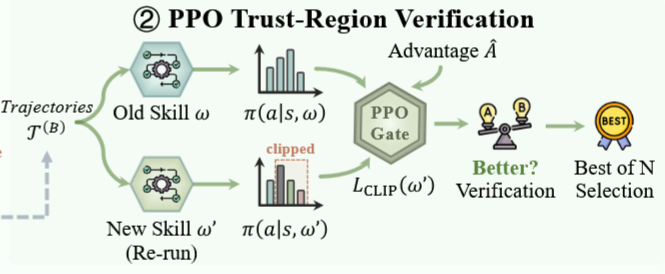 ② PPO Trust-Region Verification
Advantage Â
Trajectories
𝒯^(B)
Old Skill ω
π(a|s, ω)
PPO
Gate
A
B
BEST
clipped
L_CLIP(ω')
Better?
Verification
Best of N
Selection
New Skill ω'
(Re-run)
π(a|s, ω')